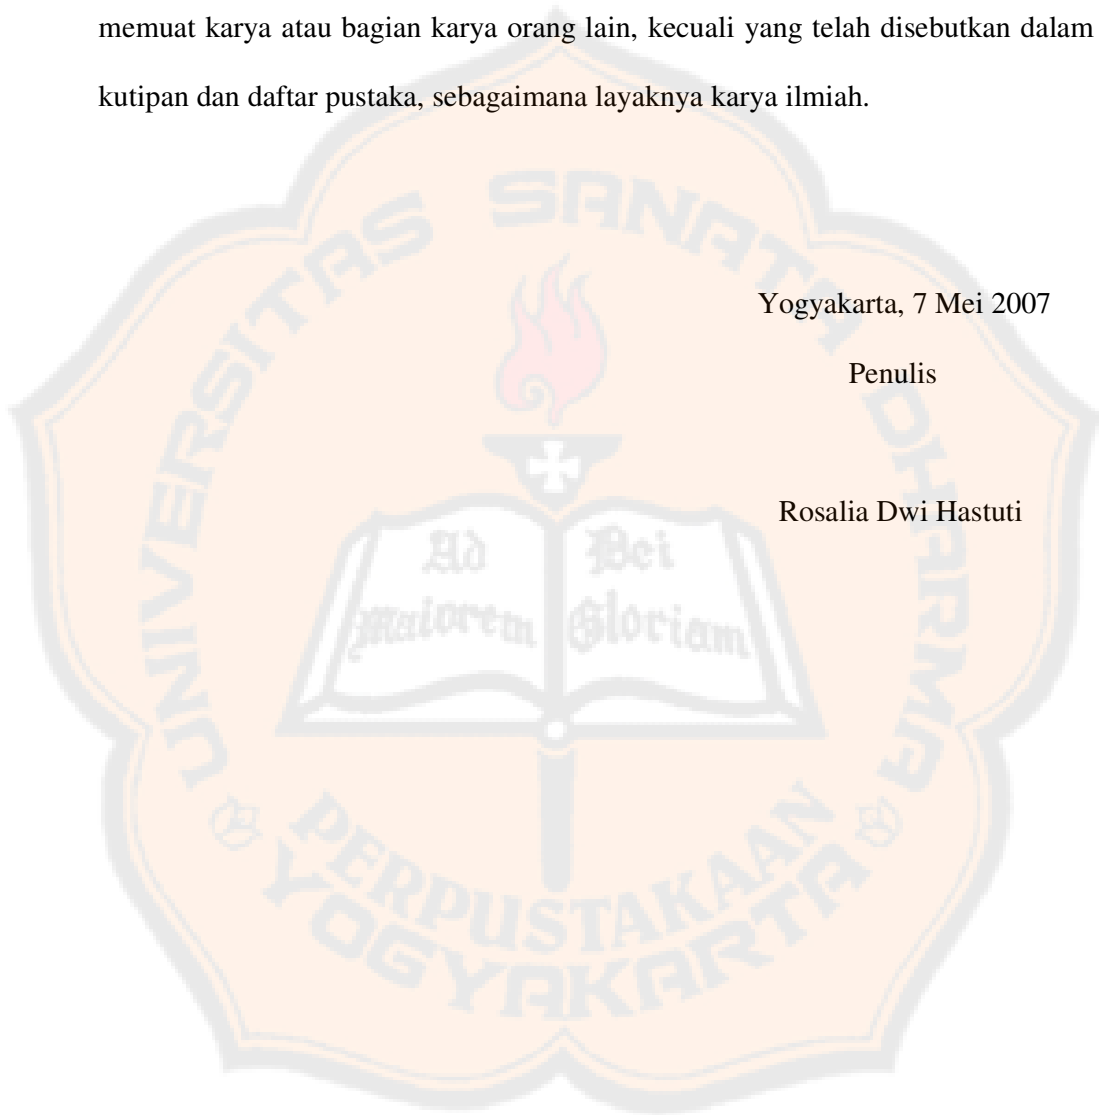 memuat karya atau bagian karya orang lain, kecuali yang telah disebutkan dalam
kutipan dan daftar pustaka, sebagaimana layaknya karya ilmiah.
UNIVERSITAS SANATA DHARMA
Yogyakarta, 7 Mei 2007
Penulis
Rosalia Dwi Hastuti
Ad Dei
Maiorem Gloriam
PERPUSTAKAAN
YOGYAKARTA